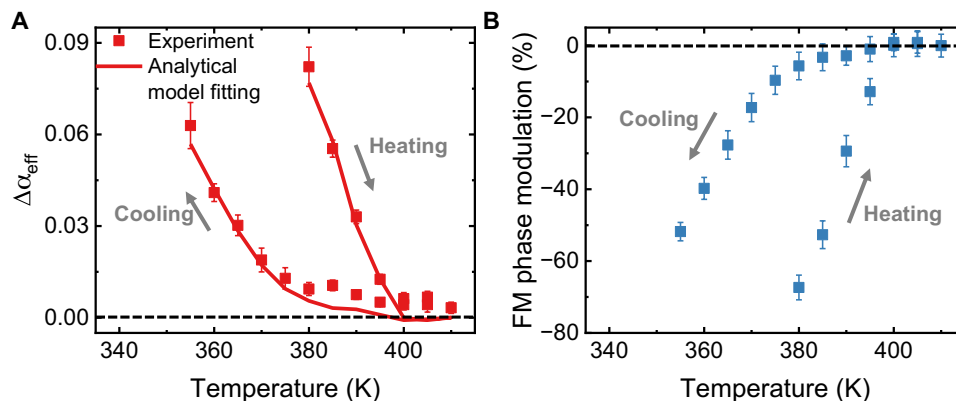 A
0.09
0.06
0.03
0.00
Δα_eff
Experiment
Analytical
model fitting
Heating
Cooling
340 360 380 400
Temperature (K)
B
0
−20
−40
−60
−80
FM phase modulation (%)
Cooling
Heating
340 360 380 400
Temperature (K)